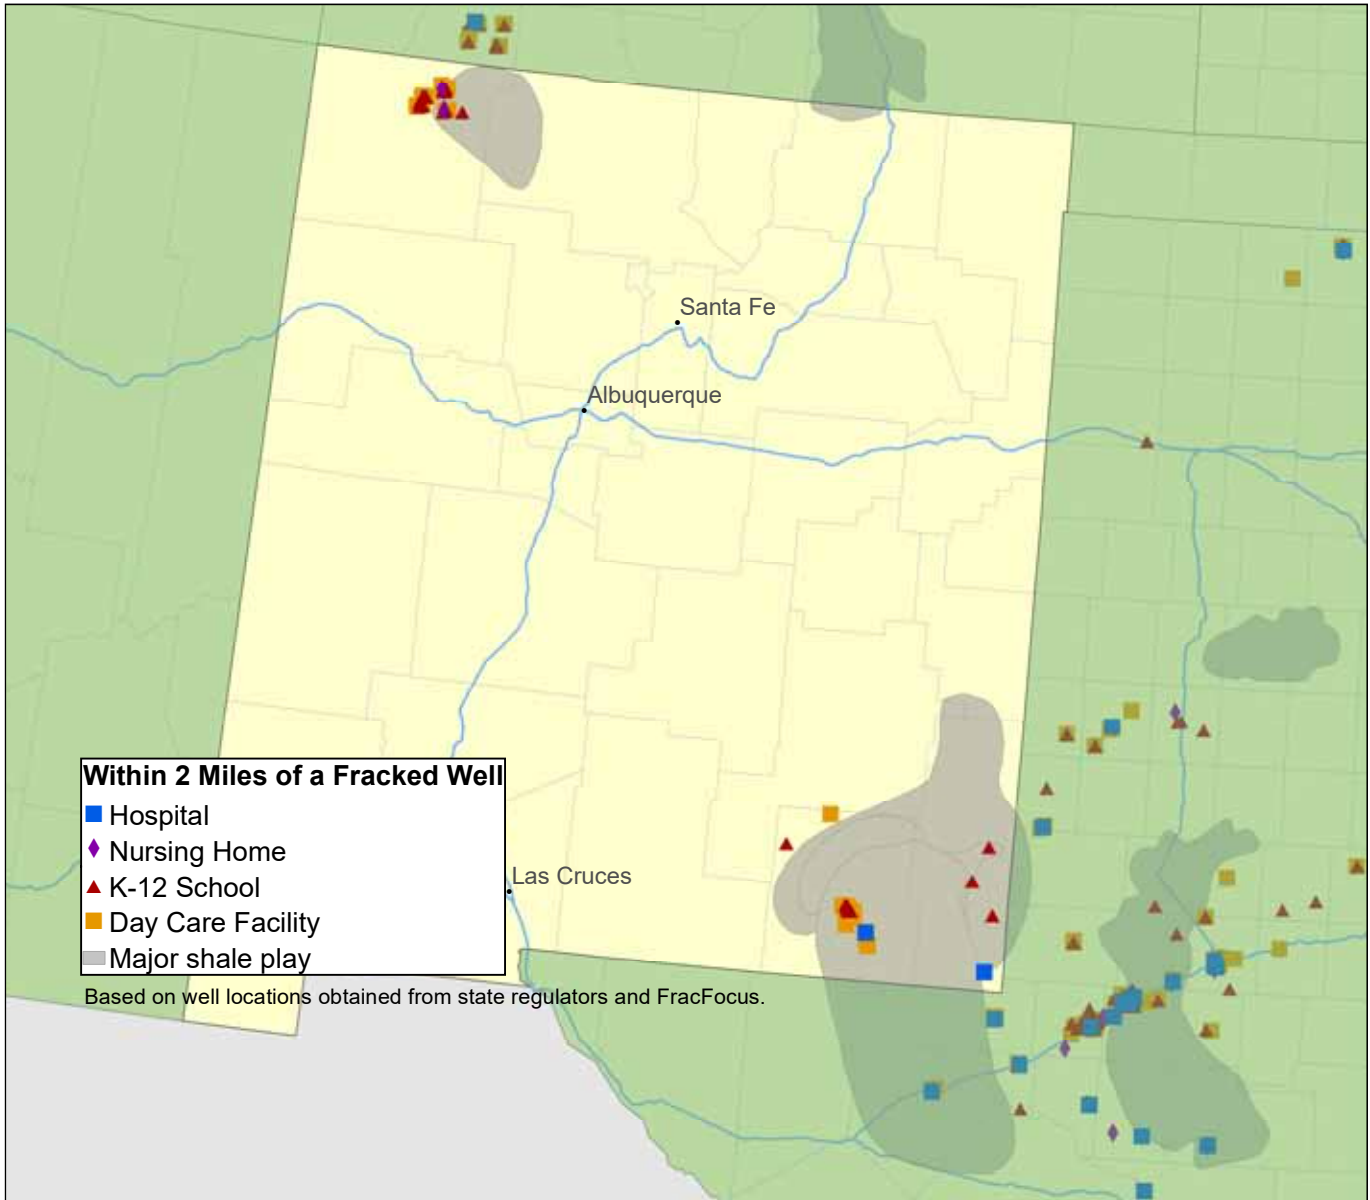 Santa Fe
Albuquerque
Within 2 Miles of a Fracked Well
Hospital
Nursing Home
K-12 School
Day Care Facility
Major shale play
Las Cruces
Based on well locations obtained from state regulators and FracFocus.